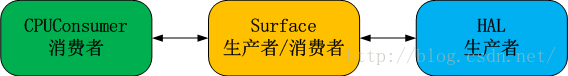 CPUConsumer
消费者
Surface
生产者/消费者
HAL
生产者
http://blog.csdn.net/